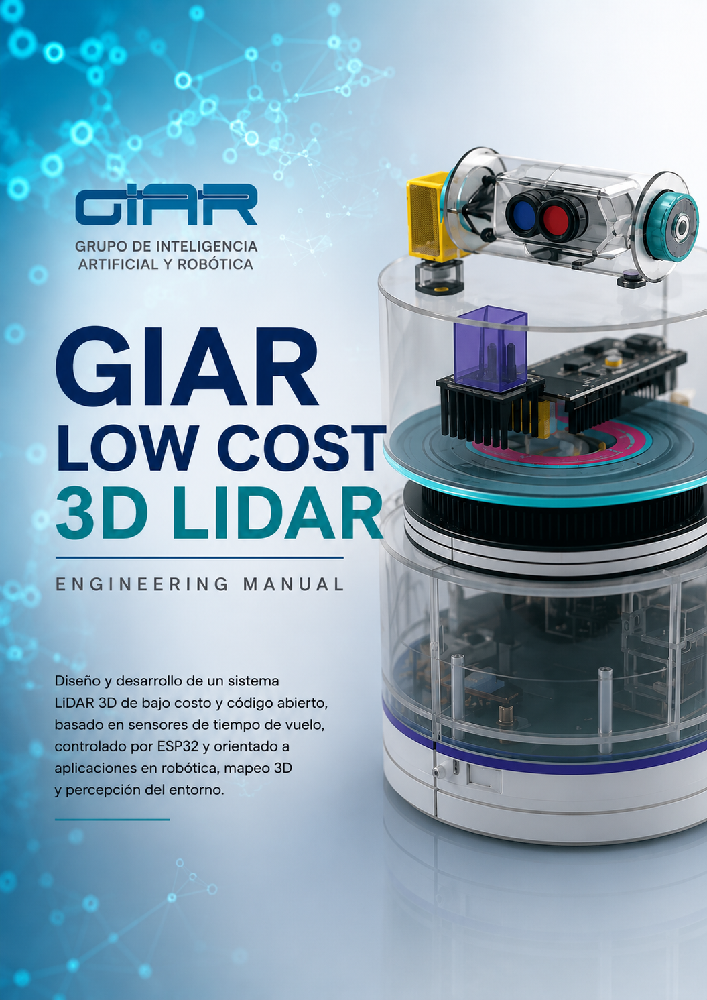 GIAR
GRUPO DE INTELIGENCIA
ARTIFICIAL Y ROBÓTICA
GIAR
LOW COST
3D LIDAR
ENGINEERING MANUAL
Diseño y desarrollo de un sistema
LiDAR 3D de bajo costo y código abierto,
basado en sensores de tiempo de vuelo,
controlado por ESP32 y orientado a
aplicaciones en robótica, mapeo 3D
y percepción del entorno.